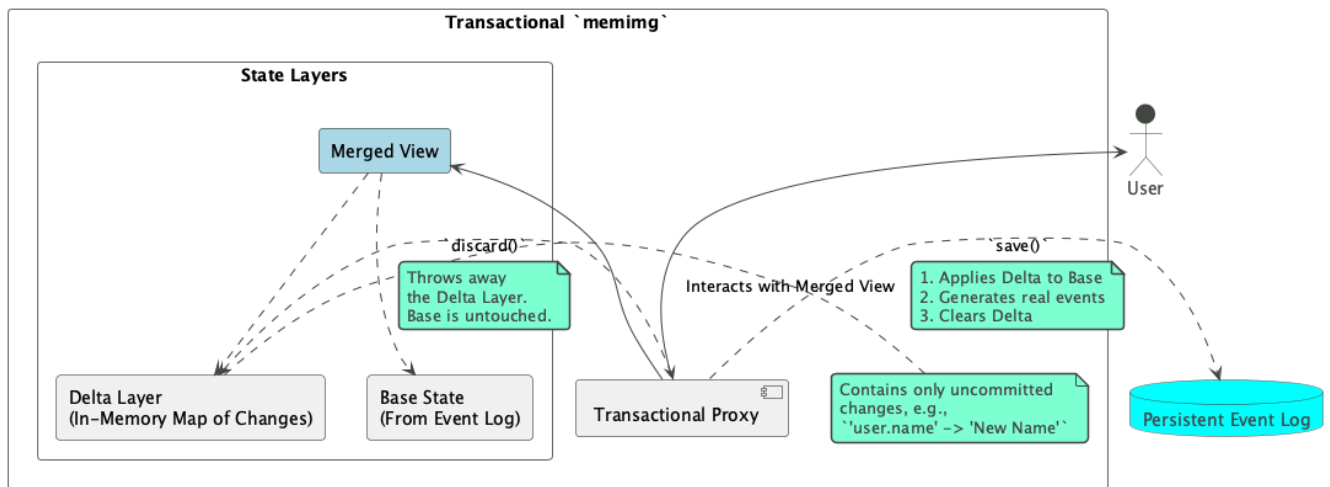 Transactional `memimg`
State Layers
Merged View
User
`discard()`
`save()`
Throws away
the Delta Layer.
Base is untouched.
Interacts with Merged View
1. Applies Delta to Base
2. Generates real events
3. Clears Delta
Delta Layer
(In-Memory Map of Changes)
Base State
(From Event Log)
Transactional Proxy
Contains only uncommitted
changes, e.g.,
`'user.name' -> 'New Name'`
Persistent Event Log